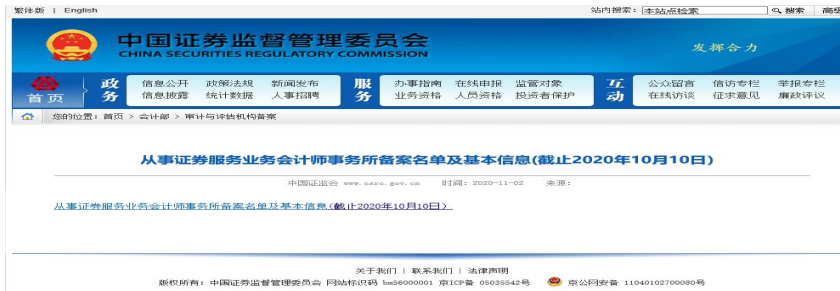 繁体版 | English 站内搜索: 本站点检索 搜索 高级
中国证券监督管理委员会
CHINA SECURITIES REGULATORY COMMISSION
发挥合力
首页 政务 信息公开 政策法规 新闻发布 服务 办事指南 在线申报 监管对象 互动 公众留言 信访专栏 举报专栏
信息披露 统计数据 人事招聘 业务资格 人员资格 投资者保护 在线访谈 征求意见 廉政评议
您的位置: 首页 > 会计部 > 审计与评估机构备案
从事证券服务业务会计师事务所备案名单及基本信息(截止2020年10月10日)
中国证监会 www.csrc.gov.cn 时间: 2020-11-02 来源:
从事证券服务业务会计师事务所备案名单及基本信息(截止2020年10月10日)
关于我们 | 联系我们 | 法律声明
版权所有: 中国证券监督管理委员会 网站标识码 bm56000001 京ICP备 05035542号 京公网安备 11040102700080号